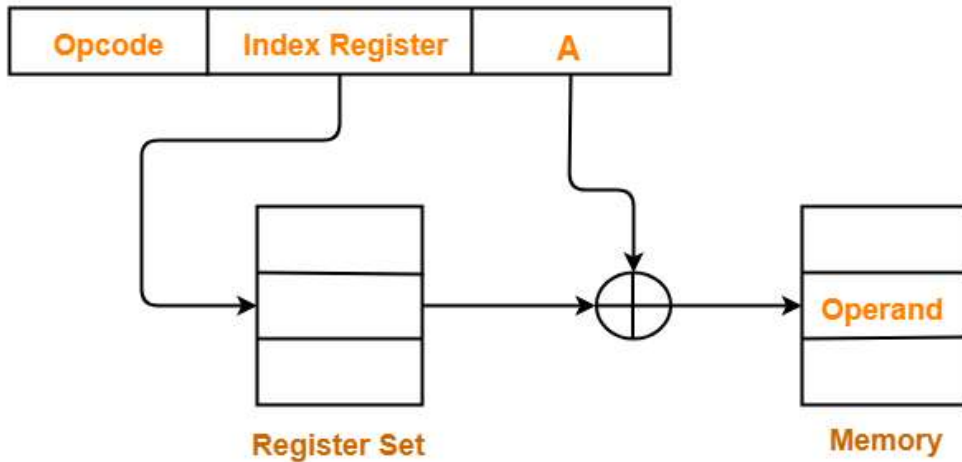 Opcode
Index Register
A
Operand
Register Set
Memory